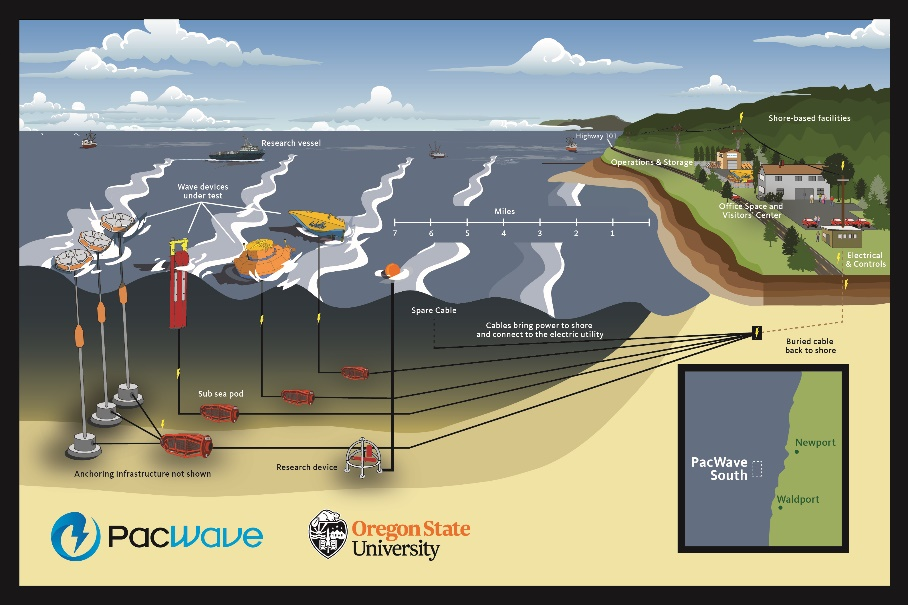 Shore-based facilities
Highway 101
Research vessel
Operations & Storage
Wave devices
under test
Office Space and
Visitors' Center
Miles
7 6 5 4 3 2 1
Electrical
& Controls
Spare Cable
Cables bring power to shore
and connect to the electric utility
Buried cable
back to shore
Sub sea pod
Research device
Anchoring infrastructure not shown
Newport
PacWave
South
Waldport
PacWave
Oregon State
University